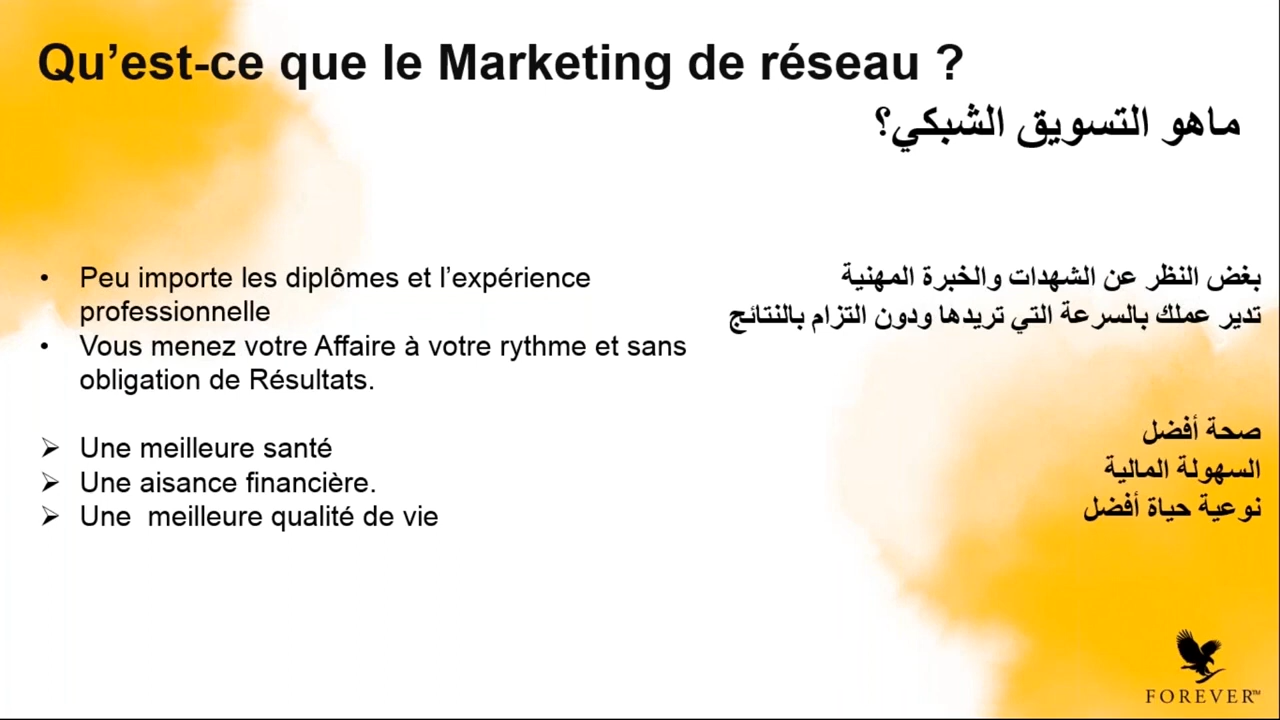 Qu’est-ce que le Marketing de réseau ?
ماهو التسويق الشبكي؟
• Peu importe les diplômes et l’expérience
professionnelle
• Vous menez votre Affaire à votre rythme et sans
obligation de Résultats.
➢ Une meilleure santé
➢ Une aisance financière.
➢ Une  meilleure qualité de vie
بغض النظر عن الشهدات والخبرة المهنية
تدير عملك بالسرعة التي تريدها ودون التزام بالنتائج
صحة أفضل
السهولة المالية
نوعية حياة أفضل
FOREVER™